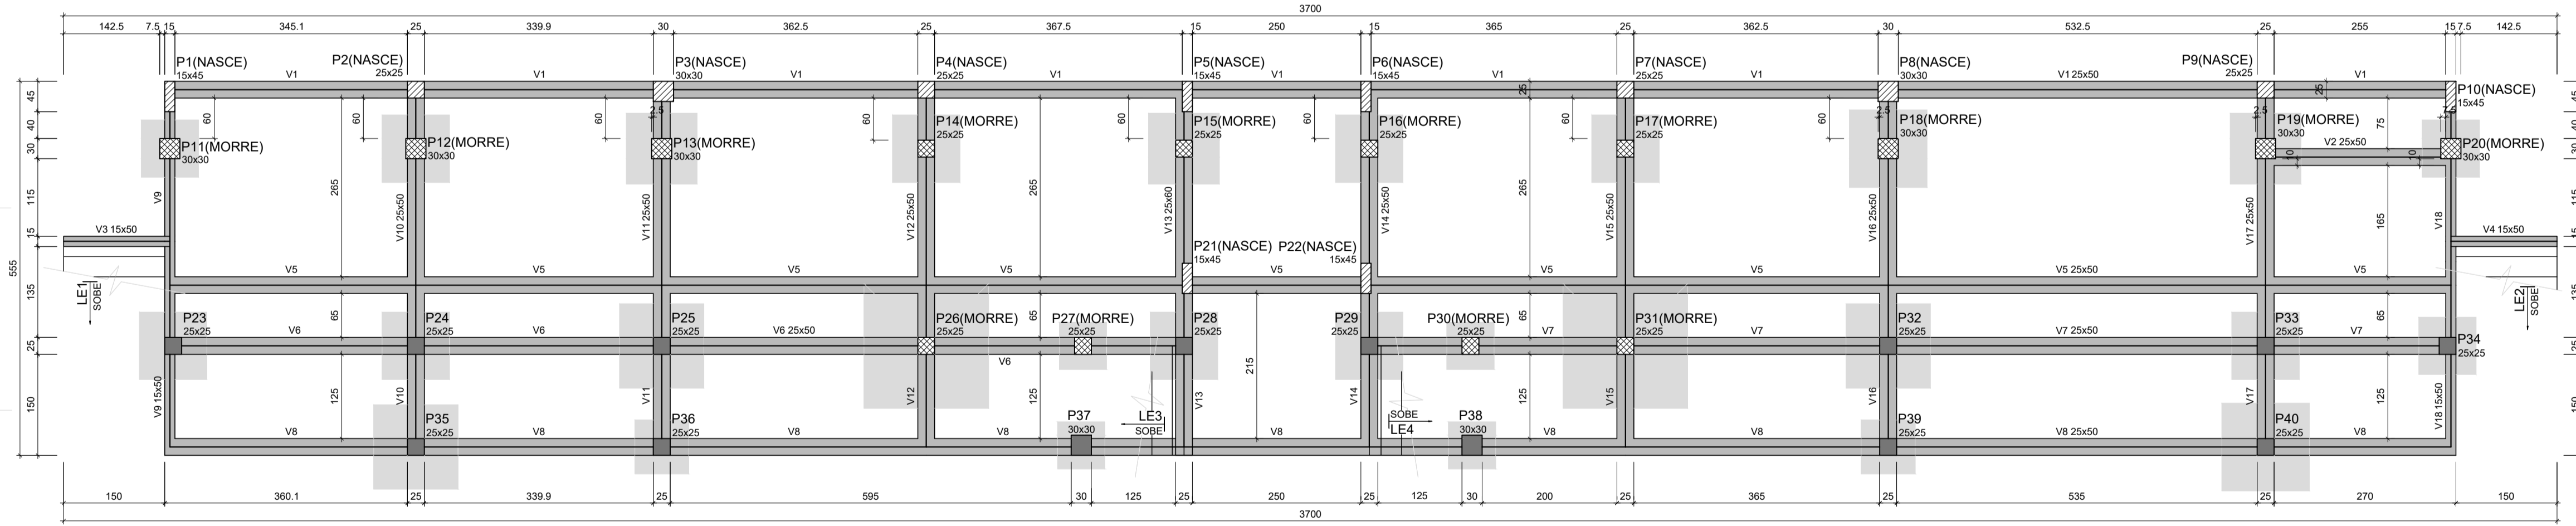 3700
142.5 7.5 15 345.1 25 339.9 30 362.5 25 367.5 15 250 15 365 25 362.5 30 532.5 25 255 15 7.5 142.5
P1(NASCE)
15x45
V1
P2(NASCE)
25x25
V1
P3(NASCE)
30x30
V1
P4(NASCE)
25x25
V1
P5(NASCE)
15x45
V1
P6(NASCE)
15x45
V1
P7(NASCE)
25x25
V1
P8(NASCE)
30x30
V1 25x50
P9(NASCE)
25x25
V1
P10(NASCE)
15x45
45
40
30
115
15
135
25
150
555
60
60
60
60
60
60
60
60
75
25
25
2.5
2.5
2.5
P11(MORRE)
30x30
P12(MORRE)
30x30
P13(MORRE)
30x30
P14(MORRE)
25x25
P15(MORRE)
25x25
P16(MORRE)
25x25
P17(MORRE)
25x25
P18(MORRE)
30x30
P19(MORRE)
30x30
V2 25x50
10
10
P20(MORRE)
30x30
V9
265
V10 25x50
V11 25x50
V12 25x50
265
V13 25x60
V14 25x50
265
V15 25x50
V16 25x50
V17 25x50
165
V18
V3 15x50
V4 15x50
P21(NASCE)
15x45
P22(NASCE)
15x45
V5
V5
V5
V5
V5
V5
V5
V5 25x50
V5
LE1
SOBE
LE2
SOBE
P23
25x25
V6
65
P24
25x25
V6
P25
25x25
V6 25x50
P26(MORRE)
25x25
65
P27(MORRE)
25x25
V6
P28
25x25
P29
25x25
P30(MORRE)
25x25
65
V7
P31(MORRE)
25x25
V7
P32
25x25
V7 25x50
P33
25x25
V7
65
P34
25x25
V9 15x50
125
V10
V11
V12
125
V13
215
V14
125
V15
V16
V17
125
V18 15x50
P35
25x25
P36
25x25
P37
30x30
LE3
SOBE
SOBE
LE4
P38
30x30
P39
25x25
P40
25x25
V8
V8
V8
V8
V8
V8
V8
V8 25x50
V8
150 360.1 25 339.9 25 595 30 125 25 250 25 125 30 200 25 365 25 535 25 270 150
3700